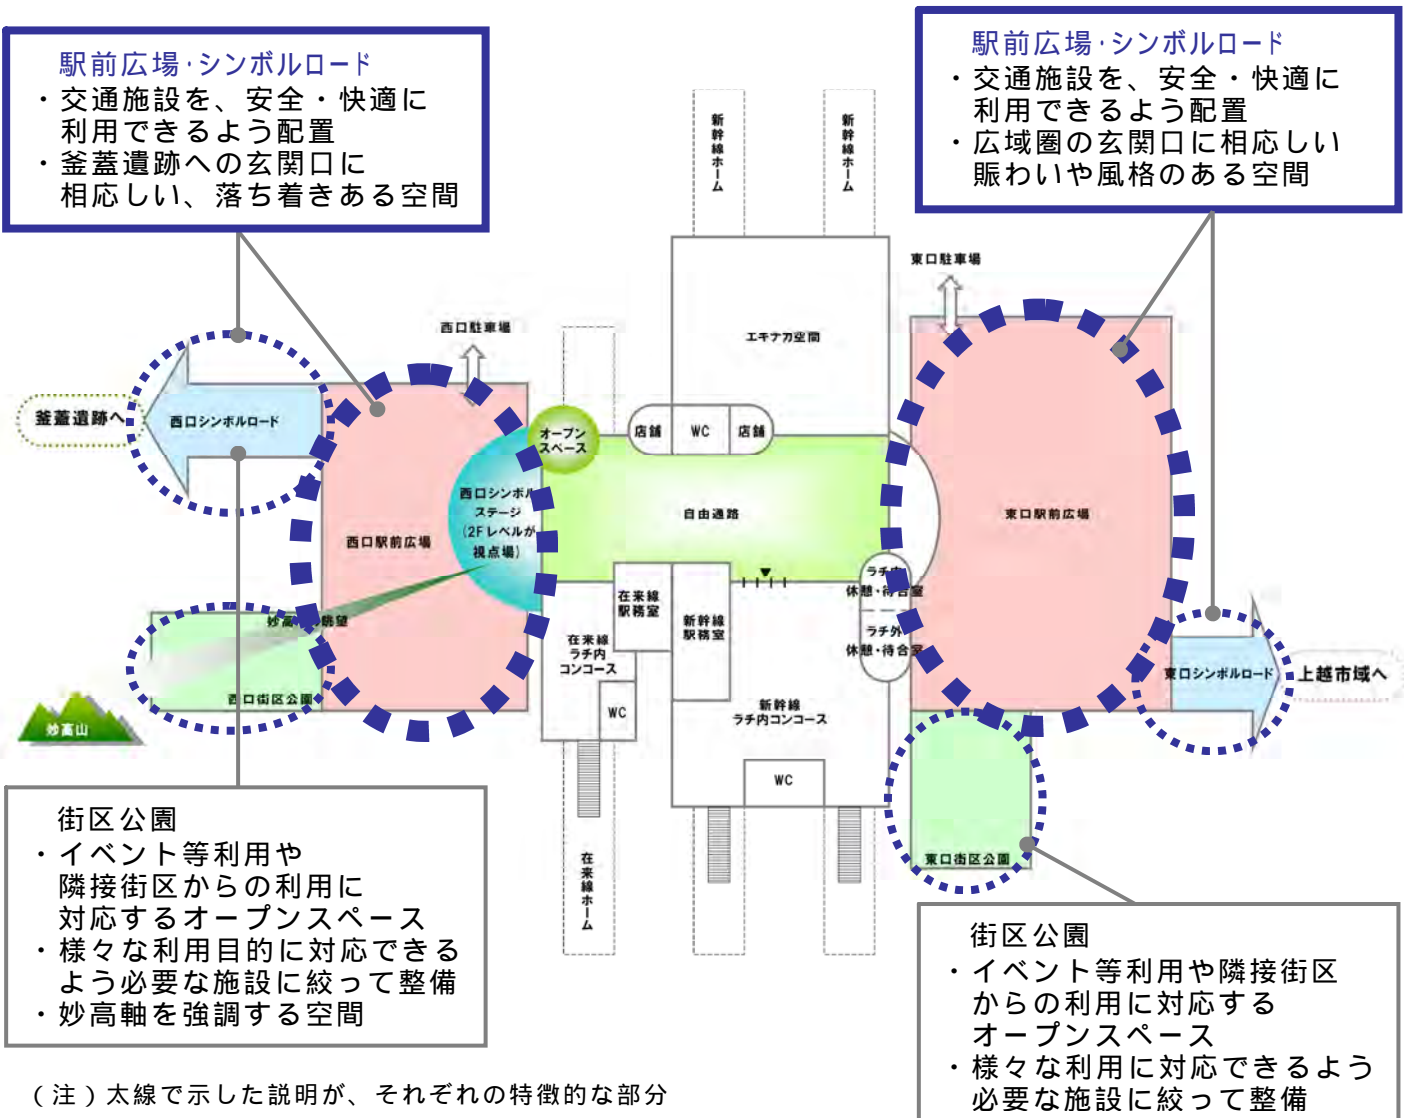 駅前広場・シンボルロード
・交通施設を、安全・快適に
利用できるよう配置
・釜蓋遺跡への玄関口に
相応しい、落ち着きある空間
駅前広場・シンボルロード
・交通施設を、安全・快適に
利用できるよう配置
・広域圏の玄関口に相応しい
賑わいや風格のある空間
新幹線ホーム
新幹線ホーム
東口駐車場
西口駐車場
エキナカ空間
釜蓋遺跡へ
西口シンボルロード
オープン
スペース
店舗
WC
店舗
西口シンボル
ステージ
(2Fレベルが
視点場)
自由通路
西口駅前広場
東口駅前広場
ラチ内
休憩・待合室
ラチ外
休憩・待合室
在来線
駅務室
新幹線
駅務室
在来線
ラチ内
コンコース
妙高
眺望
西口街区公園
妙高山
WC
新幹線
ラチ内コンコース
WC
東口シンボルロード
上越市域へ
在来線ホーム
東口街区公園
街区公園
・イベント等利用や
隣接街区からの利用に
対応するオープンスペース
・様々な利用目的に対応できる
よう必要な施設に絞って整備
・妙高軸を強調する空間
街区公園
・イベント等利用や隣接街区
からの利用に対応する
オープンスペース
・様々な利用に対応できるよう
必要な施設に絞って整備
（注）太線で示した説明が、それぞれの特徴的な部分